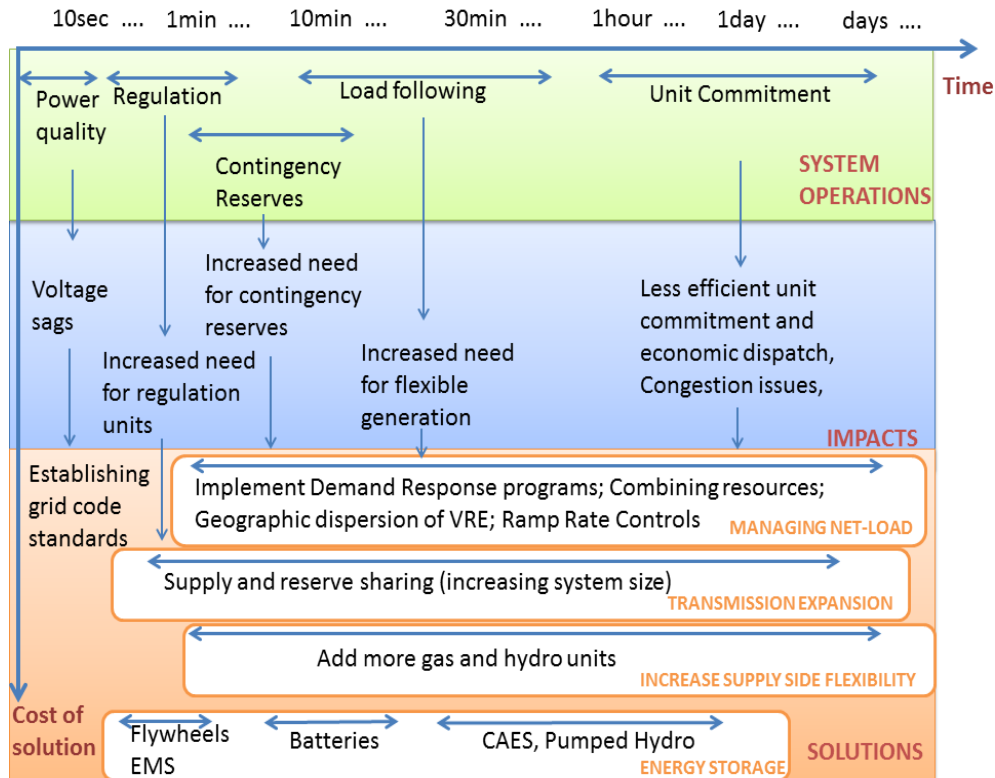 10sec .... 1min .... 10min .... 30min .... 1hour .... 1day .... days ....
Time
Power
quality
Regulation
Load following
Unit Commitment
Contingency
Reserves
SYSTEM
OPERATIONS
Voltage
sags
Increased need
for contingency
reserves
Increased need
for regulation
units
Increased need
for flexible
generation
Less efficient unit
commitment and
economic dispatch,
Congestion issues,
IMPACTS
Establishing
grid code
standards
Implement Demand Response programs; Combining resources;
Geographic dispersion of VRE; Ramp Rate Controls
MANAGING NET-LOAD
Supply and reserve sharing (increasing system size)
TRANSMISSION EXPANSION
Add more gas and hydro units
INCREASE SUPPLY SIDE FLEXIBILITY
Cost of
solution
Flywheels
EMS
Batteries
CAES, Pumped Hydro
ENERGY STORAGE
SOLUTIONS